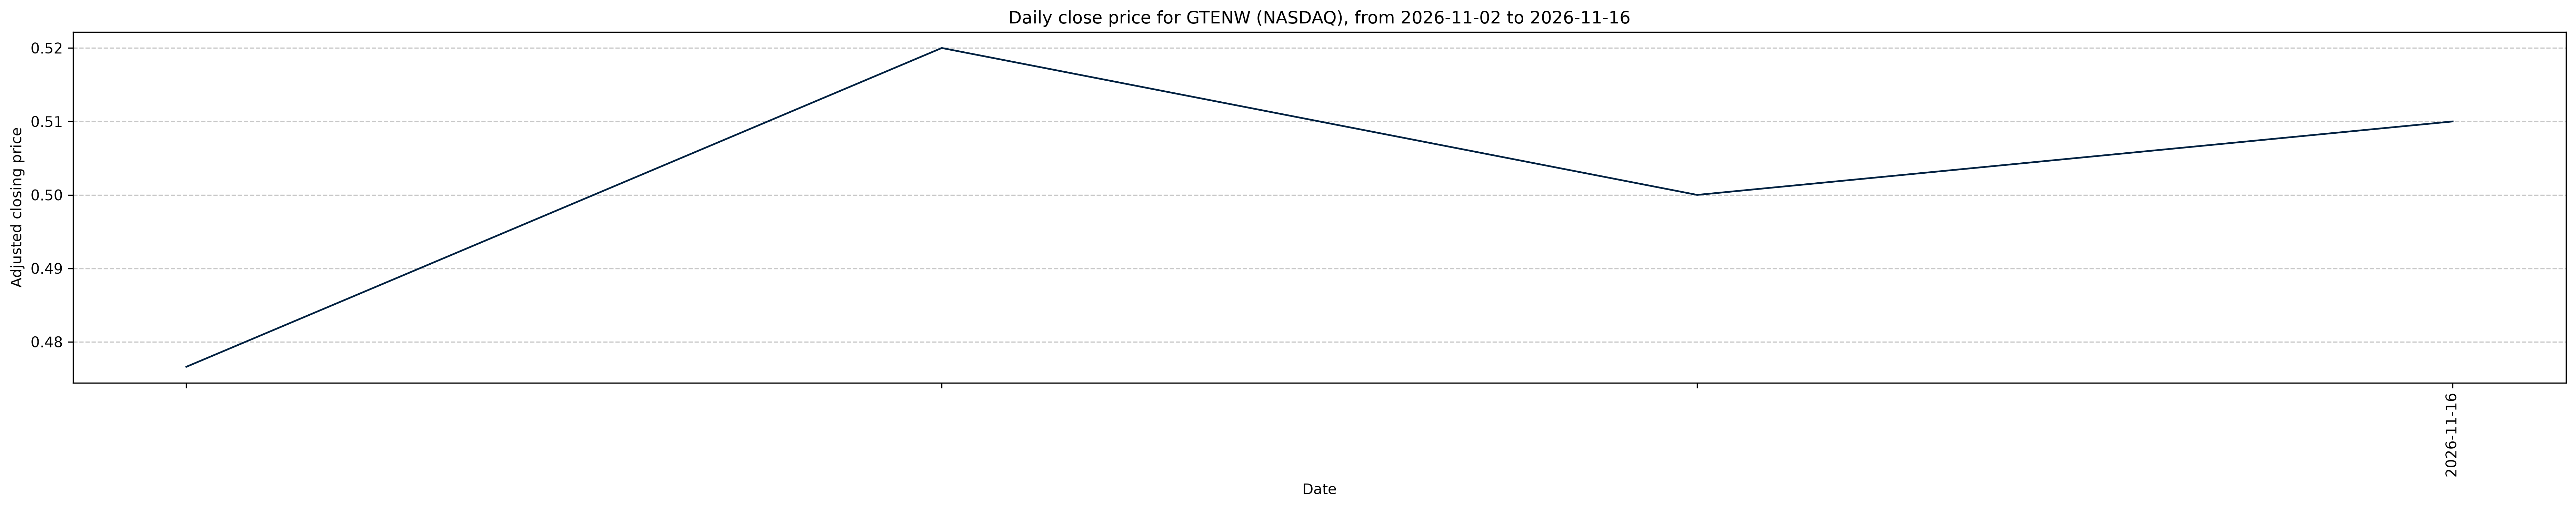 Daily close price for GTENW (NASDAQ), from 2026-11-02 to 2026-11-16
Adjusted closing price
0.52
0.51
0.50
0.49
0.48
2026-11-16
Date